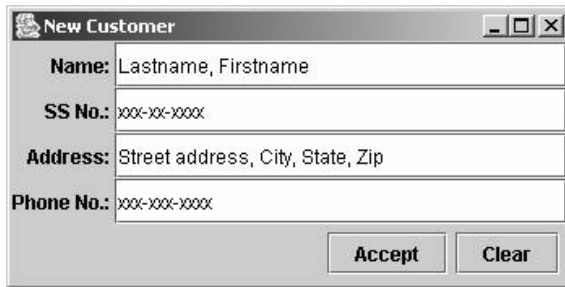 New Customer
Name: Lastname, Firstname
SS No.: xxx-xx-xxxx
Address: Street address, City, State, Zip
Phone No.: xxx-xxx-xxxx
Accept Clear